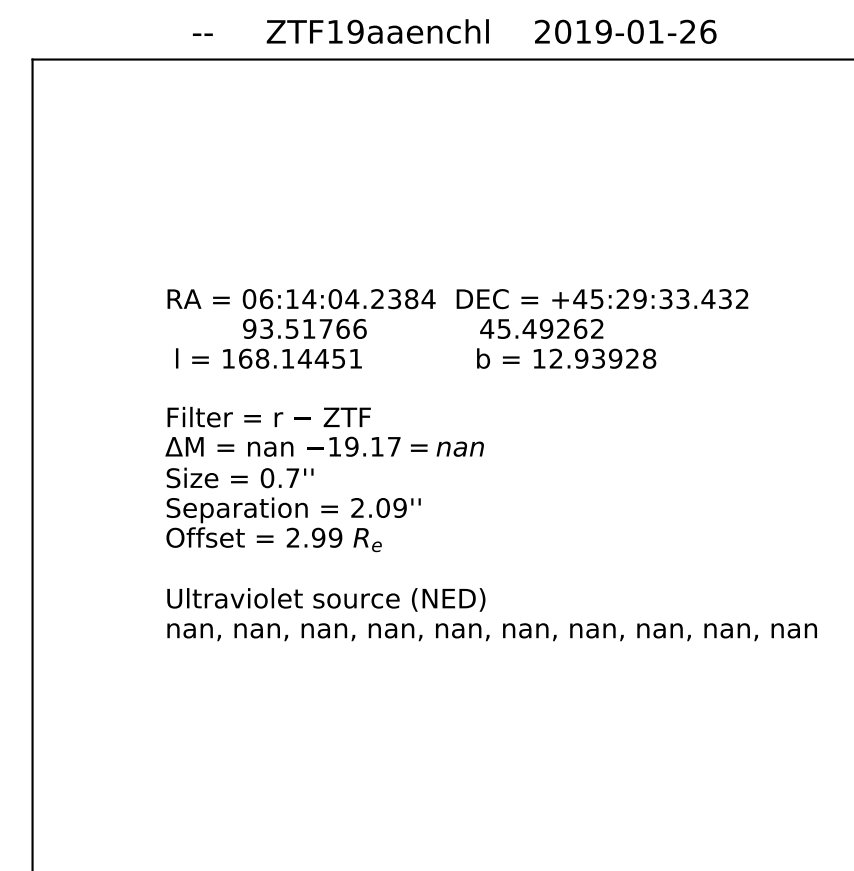 -- ZTF19aaenchl 2019-01-26
RA = 06:14:04.2384 DEC = +45:29:33.432
93.51766 45.49262
l = 168.14451 b = 12.93928
Filter = r − ZTF
ΔM = nan −19.17 = nan
Size = 0.7''
Separation = 2.09''
Offset = 2.99 Rₑ
Ultraviolet source (NED)
nan, nan, nan, nan, nan, nan, nan, nan, nan, nan